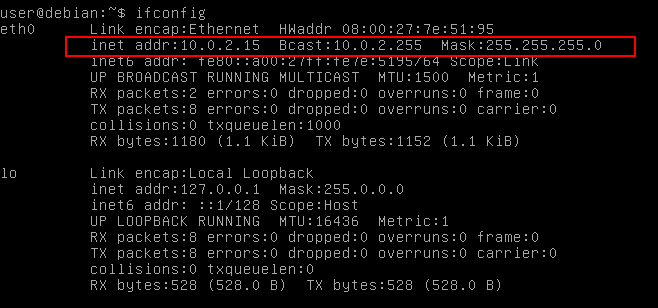 user@debian:~$ ifconfig
eth0 Link encap:Ethernet HWaddr 08:00:27:7e:51:95
inet addr:10.0.2.15 Bcast:10.0.2.255 Mask:255.255.255.0
inet6 addr: fe80::a00:27ff:fe7e:5195/64 Scope:Link
UP BROADCAST RUNNING MULTICAST MTU:1500 Metric:1
RX packets:2 errors:0 dropped:0 overruns:0 frame:0
TX packets:8 errors:0 dropped:0 overruns:0 carrier:0
collisions:0 txqueuelen:1000
RX bytes:1180 (1.1 KiB) TX bytes:1152 (1.1 KiB)
lo Link encap:Local Loopback
inet addr:127.0.0.1 Mask:255.0.0.0
inet6 addr: ::1/128 Scope:Host
UP LOOPBACK RUNNING MTU:16436 Metric:1
RX packets:8 errors:0 dropped:0 overruns:0 frame:0
TX packets:8 errors:0 dropped:0 overruns:0 carrier:0
collisions:0 txqueuelen:0
RX bytes:528 (528.0 B) TX bytes:528 (528.0 B)